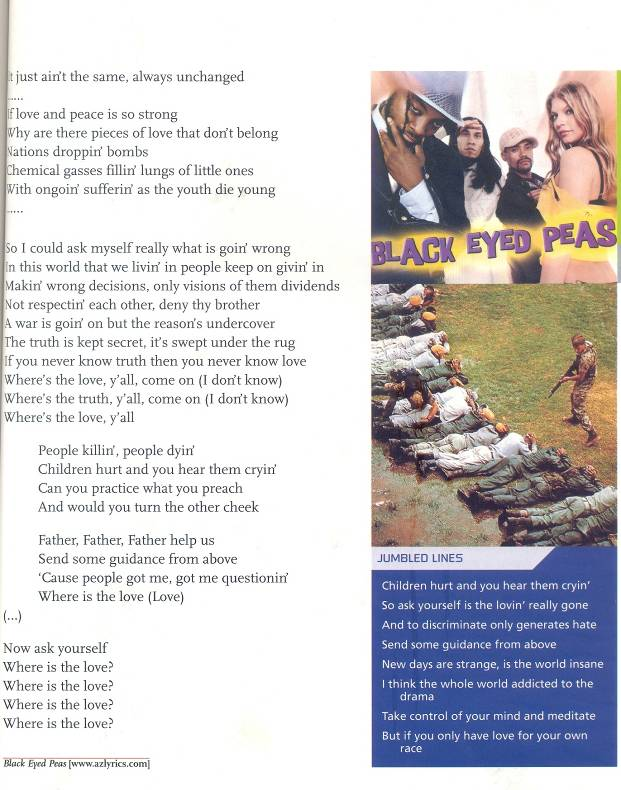 It just ain't the same, always unchanged
.....
If love and peace is so strong
Why are there pieces of love that don't belong
Nations droppin' bombs
Chemical gasses fillin' lungs of little ones
With ongoin' sufferin' as the youth die young
.....
So I could ask myself really what is goin' wrong
In this world that we livin' in people keep on givin' in
Makin' wrong decisions, only visions of them dividends
Not respectin' each other, deny thy brother
A war is goin' on but the reason's undercover
The truth is kept secret, it's swept under the rug
If you never know truth then you never know love
Where's the love, y'all, come on (I don't know)
Where's the truth, y'all, come on (I don't know)
Where's the love, y'all
People killin', people dyin'
Children hurt and you hear them cryin'
Can you practice what you preach
And would you turn the other cheek
Father, Father, Father help us
Send some guidance from above
'Cause people got me, got me questionin'
Where is the love (Love)
(...)
Now ask yourself
Where is the love?
Where is the love?
Where is the love?
Where is the love?
Black Eyed Peas [www.azlyrics.com]
BLACK EYED PEAS
JUMBLED LINES
Children hurt and you hear them cryin'
So ask yourself is the lovin' really gone
And to discriminate only generates hate
Send some guidance from above
New days are strange, is the world insane
I think the whole world addicted to the
drama
Take control of your mind and meditate
But if you only have love for your own
race